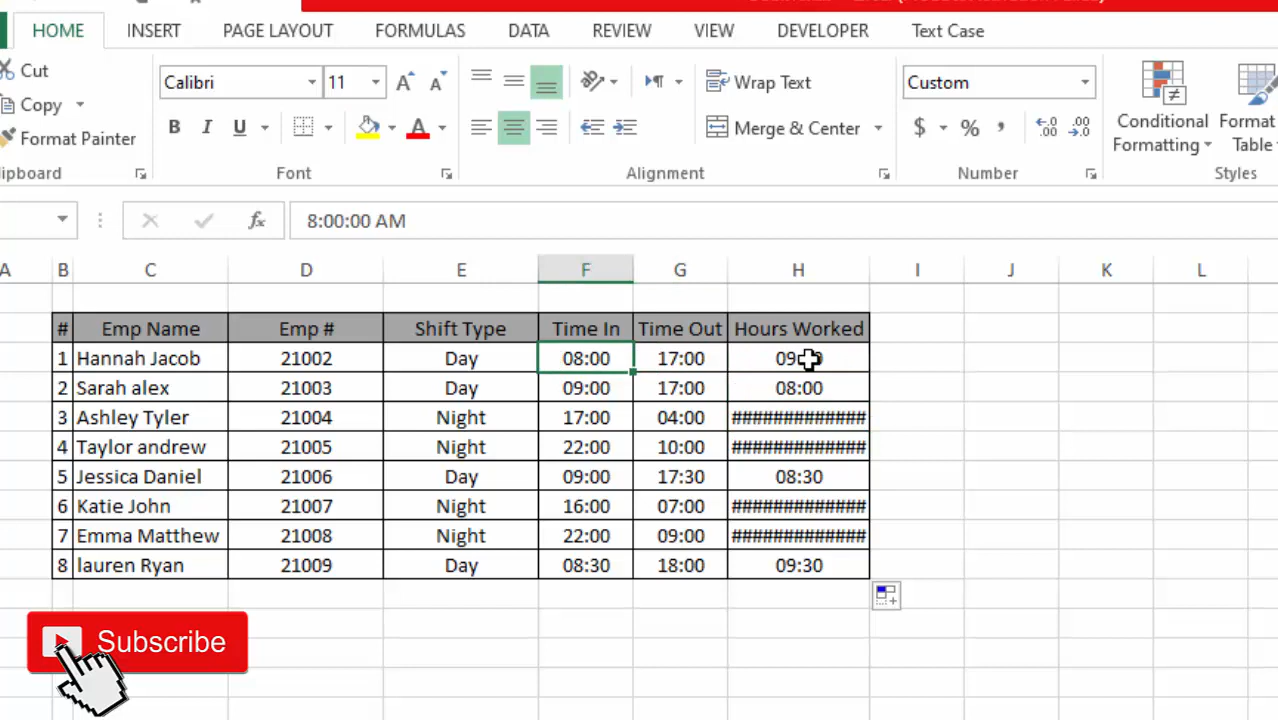 HOME INSERT PAGE LAYOUT FORMULAS DATA REVIEW VIEW DEVELOPER Text Case
Cut
Copy
Format Painter
Calibri 11
B I U A
Wrap Text
Merge & Center
Custom
$ % ,
Conditional
Formatting
Format
Table
lipboard Font Alignment Number Styles
fx 8:00:00 AM
A B C D E F G H I J K L
# Emp Name Emp # Shift Type Time In Time Out Hours Worked
1 Hannah Jacob 21002 Day 08:00 17:00
2 Sarah alex 21003 Day 09:00 17:00 08:00
3 Ashley Tyler 21004 Night 17:00 04:00 #############
4 Taylor andrew 21005 Night 22:00 10:00 #############
5 Jessica Daniel 21006 Day 09:00 17:30 08:30
6 Katie John 21007 Night 16:00 07:00 #############
7 Emma Matthew 21008 Night 22:00 09:00 #############
8 lauren Ryan 21009 Day 08:30 18:00 09:30
Subscribe